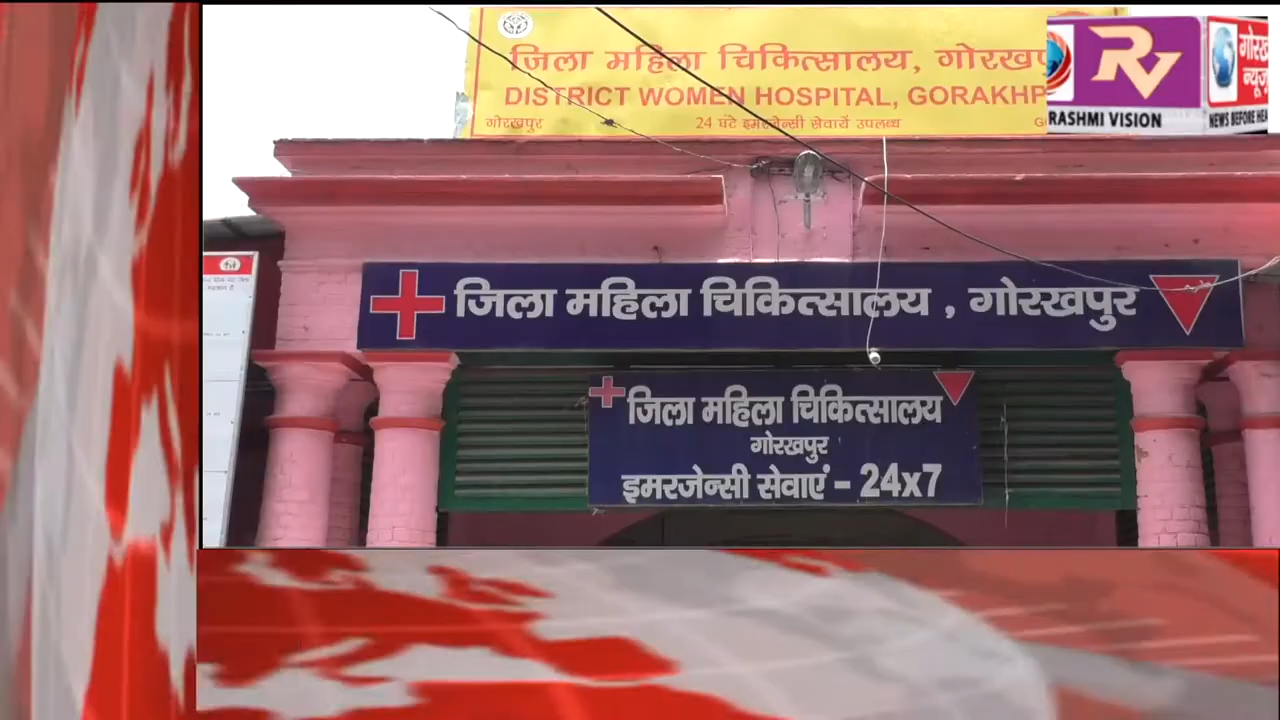 जिला महिला चिकित्सालय, गोरखपु
DISTRICT WOMEN HOSPITAL, GORAKHP
गोरखपुर
24 घंटे इमरजेन्सी सेवायें उपलब्ध
RASHMI VISION
गोरख
न्यूज़
NEWS BEFORE HEA
जिला महिला चिकित्सालय , गोरखपुर
जिला महिला चिकित्सालय
गोरखपुर
इमरजेन्सी सेवाएं - 24x7